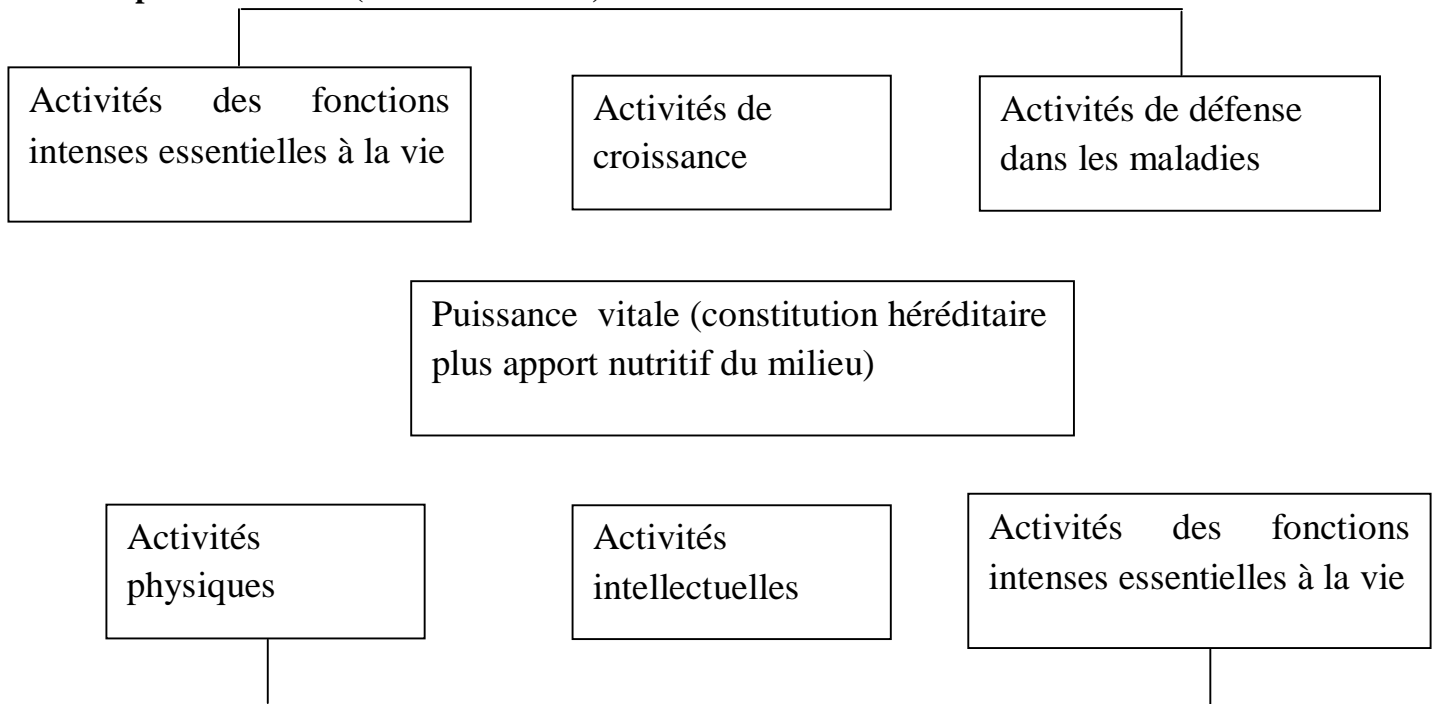 Activités des fonctions
intenses essentielles à la vie
Activités de
croissance
Activités de défense
dans les maladies
Puissance vitale (constitution héréditaire
plus apport nutritif du milieu)
Activités
physiques
Activités
intellectuelles
Activités des fonctions
intenses essentielles à la vie